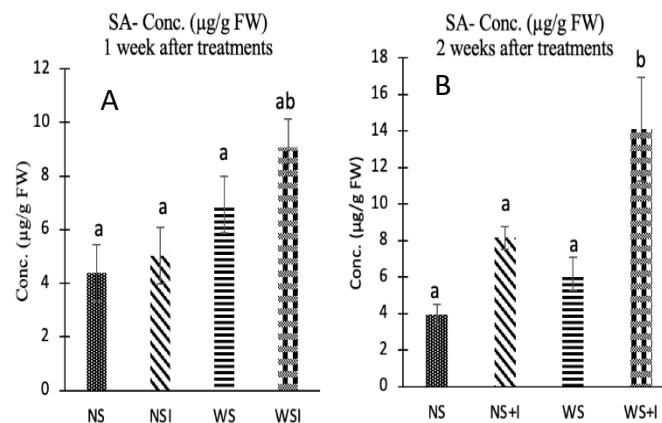 SA- Conc. (µg/g FW)
1 week after treatments
A
Conc. (µg/g FW)
12
10
8
6
4
2
0
a
a
a
ab
NS
NSI
WS
WSI
SA- Conc. (µg/g FW)
2 weeks after treatments
B
Conc. (µg/g FW)
18
16
14
12
10
8
6
4
2
0
a
a
a
b
NS
NS+I
WS
WS+I